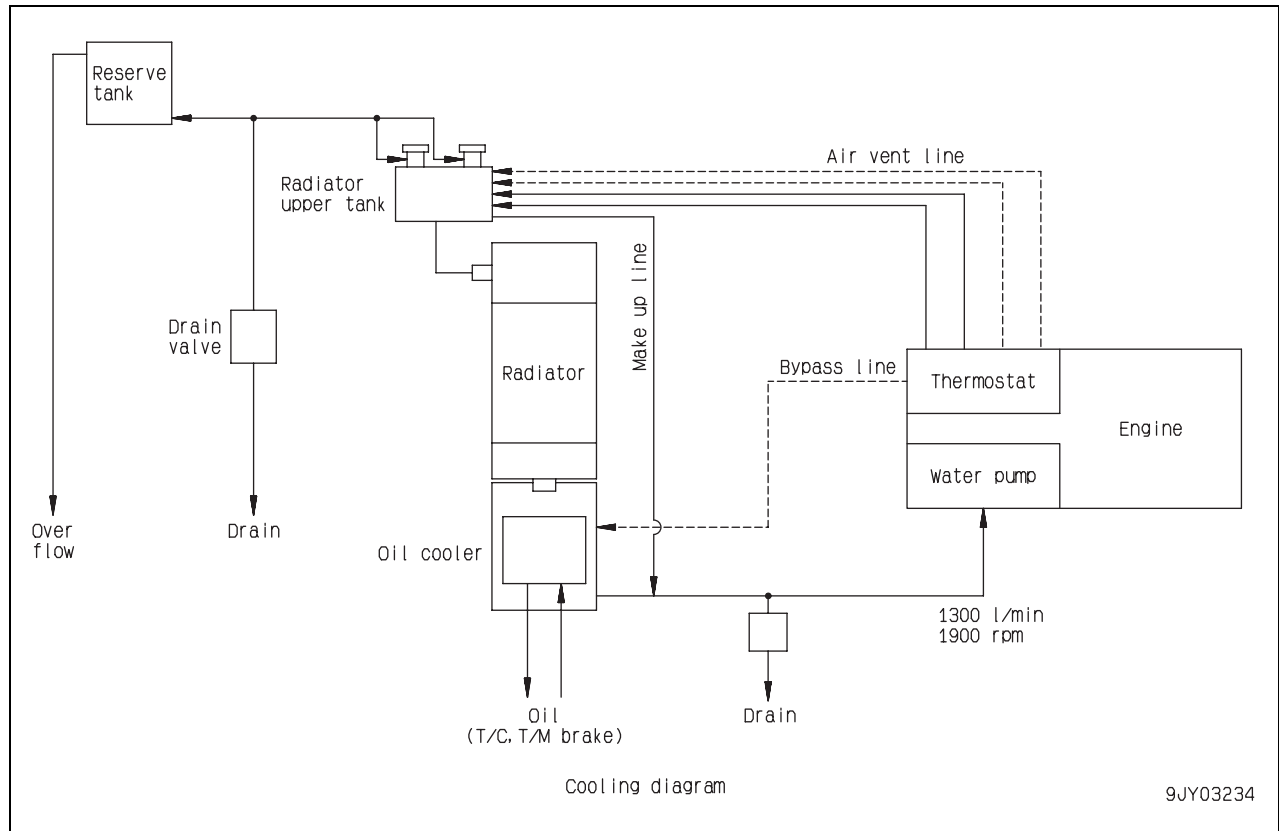 Reserve
tank
Air vent line
Radiator
upper tank
Make up line
Drain
valve
Radiator
Bypass line
Thermostat
Engine
Water pump
Over
flow
Drain
Oil cooler
1300 l/min
1900 rpm
Oil
(T/C, T/M brake)
Drain
Cooling diagram
9JY03234